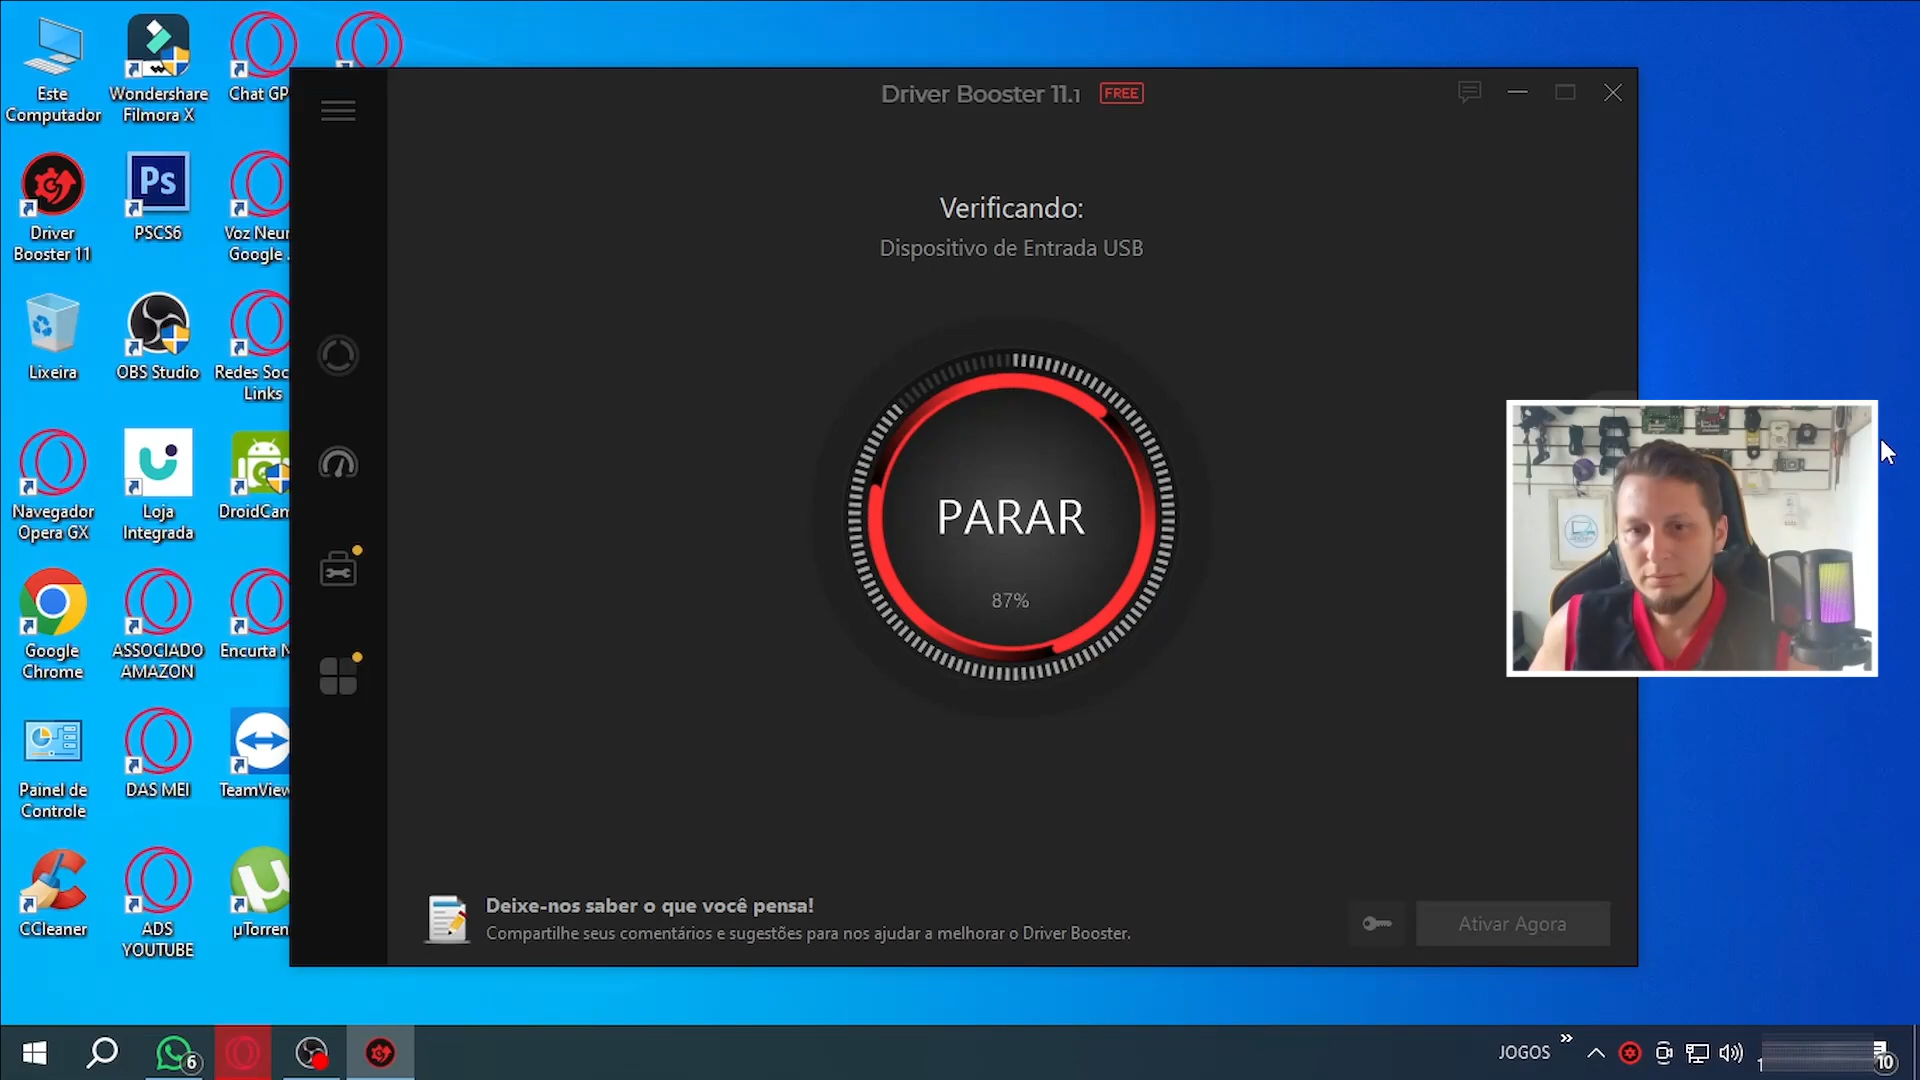 Este
Computador
Wondershare
Filmora X
Chat GP
Driver
Booster 11
Ps
PSCS6
Voz Neur
Google .
Lixeira
OBS Studio
Redes Soc
Links
Navegador
Opera GX
Loja
Integrada
DroidCam
Google
Chrome
ASSOCIADO
AMAZON
Encurta
Painel de
Controle
DAS MEI
TeamView
CCleaner
ADS
YOUTUBE
µTorren
Driver Booster 11.1 FREE
Verificando:
Dispositivo de Entrada USB
PARAR
87%
Deixe-nos saber o que você pensa!
Compartilhe seus comentários e sugestões para nos ajudar a melhorar o Driver Booster.
Ativar Agora
6
JOGOS
10